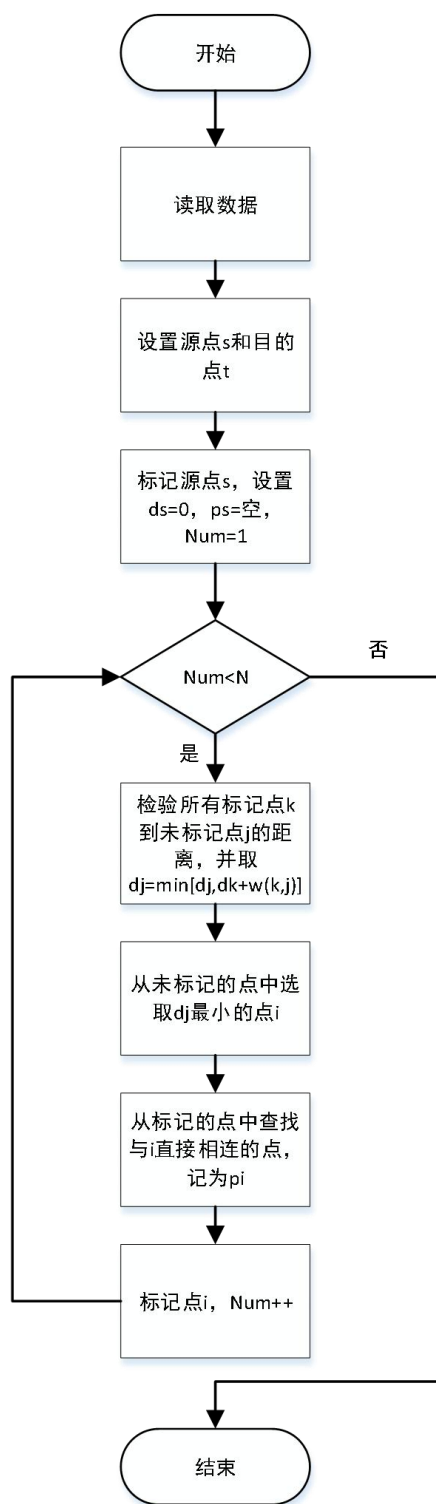 开始
读取数据
设置源点s和目的
点t
标记源点s，设置
ds=0，ps=空，
Num=1
Num<N
否
是
检验所有标记点k
到未标记点j的距
离，并取
dj=min[dj,dk+w(k,j)]
从未标记的点中选
取dj最小的点i
从标记的点中查找
与i直接相连的点，
记为pi
标记点i，Num++
结束